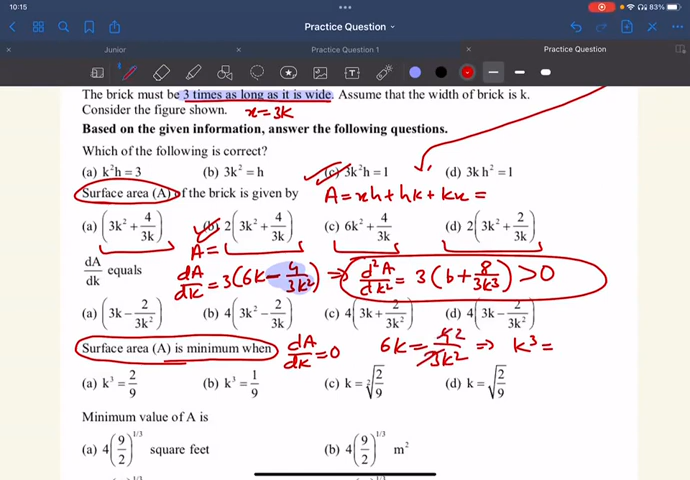 10:15
83%
Practice Question
Junior
Practice Question 1
Practice Question
The brick must be 3 times as long as it is wide. Assume that the width of brick is k.
Consider the figure shown. x=3k
Based on the given information, answer the following questions.
Which of the following is correct?
(a) k²h = 3 (b) 3k² = h (c) 3k²h = 1 (d) 3kh² = 1
Surface area (A) of the brick is given by A=xh+hk+kx=
(a) (3k² + 4/3k) (b) 2(3k² + 4/3k) (c) 6k² + 4/3k (d) 2(3k² + 2/3k)
A=
dA/dk equals dA/dk = 3(6k − 4/3k²) ⇒ d²A/dk² = 3(6+8/3k³) >0
(a) (3k − 2/3k²) (b) 4(3k² − 2/3k) (c) 4(3k + 2/3k²) (d) 4(3k − 2/3k²)
Surface area (A) is minimum when dA/dk=0 6k = 42/3k² ⇒ k³ =
(a) k³ = 2/9 (b) k³ = 1/9 (c) k = ³√2/9 (d) k = √2/9
Minimum value of A is
(a) 4(9/2)^1/3 square feet (b) 4(9/2)^1/3 m²